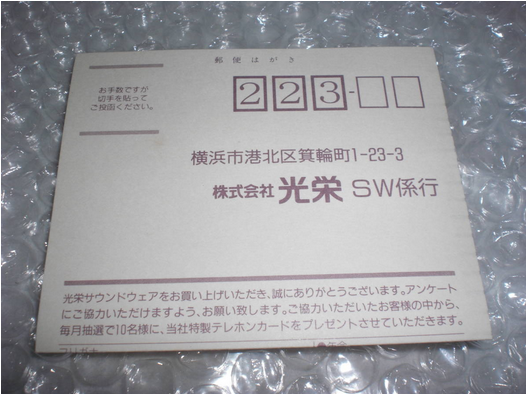 郵便はがき
お手数ですが
切手を貼って
ご投函ください。
223-
横浜市港北区箕輪町1-23-3
株式会社光栄 SW係行
光栄サウンドウェアをお買い上げいただき、誠にありがとうございます。アンケート
にご協力いただけますよう、お願い致します。ご協力いただいたお客様の中から、
毎月抽選で10名様に、当社特製テレホンカードをプレゼントさせていただきます。